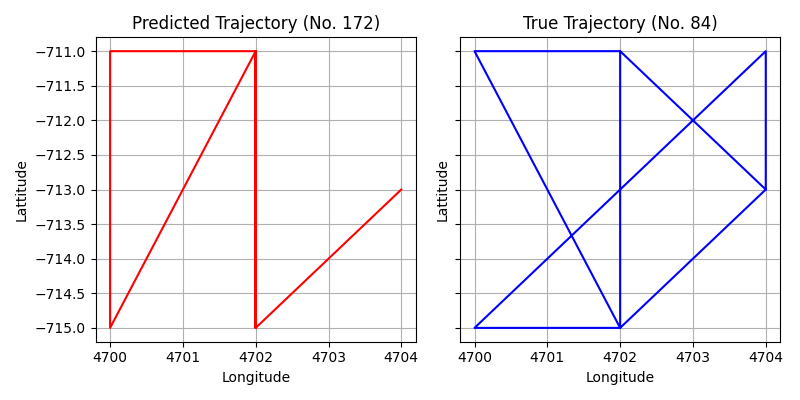 Predicted Trajectory (No. 172)
True Trajectory (No. 84)
Lattitude
−711.0
−711.5
−712.0
−712.5
−713.0
−713.5
−714.0
−714.5
−715.0
4700 4701 4702 4703 4704
Longitude
Lattitude
4700 4701 4702 4703 4704
Longitude